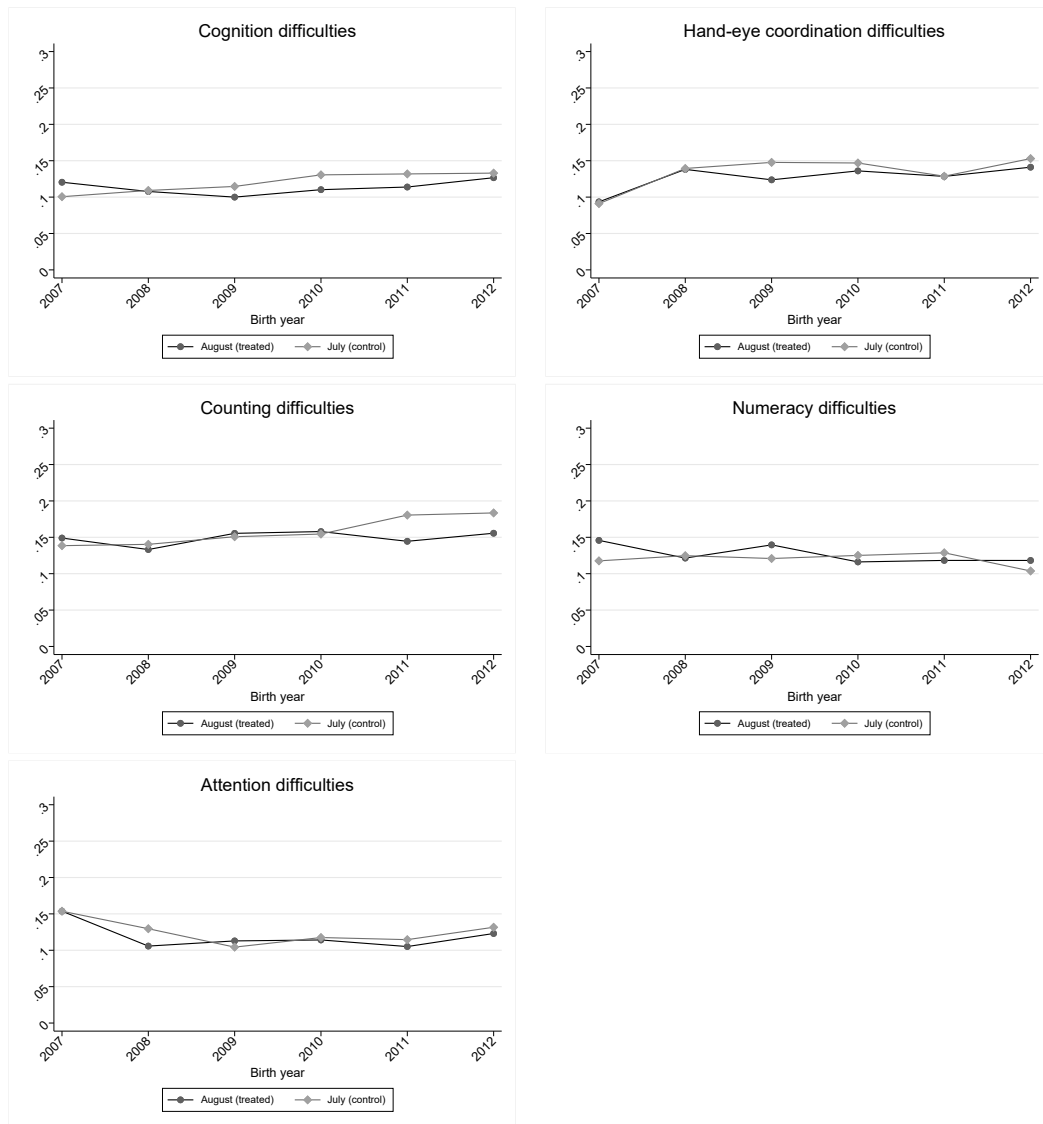 Cognition difficulties
.3
.25
.2
.15
.1
.05
0
2007 2008 2009 2010 2011 2012
Birth year
August (treated) July (control)
Hand-eye coordination difficulties
.3
.25
.2
.15
.1
.05
0
2007 2008 2009 2010 2011 2012
Birth year
August (treated) July (control)
Counting difficulties
.3
.25
.2
.15
.1
.05
0
2007 2008 2009 2010 2011 2012
Birth year
August (treated) July (control)
Numeracy difficulties
.3
.25
.2
.15
.1
.05
0
2007 2008 2009 2010 2011 2012
Birth year
August (treated) July (control)
Attention difficulties
.3
.25
.2
.15
.1
.05
0
2007 2008 2009 2010 2011 2012
Birth year
August (treated) July (control)